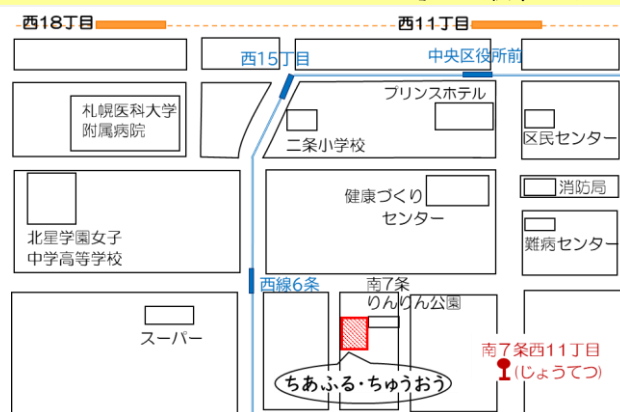 西18丁目
西11丁目
西15丁目
中央区役所前
プリンスホテル
札幌医科大学
附属病院
二条小学校
区民センター
健康づくり
センター
消防局
北星学園女子
中学高等学校
難病センター
西線6条
南7条
りんりん公園
スーパー
南7条西11丁目
(じょうてつ)
ちあふる・ちゅうおう